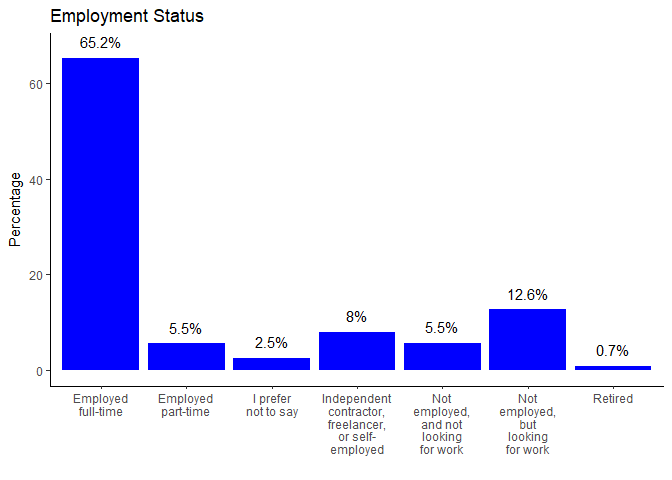 Employment Status
65.2%
5.5%
2.5%
8%
5.5%
12.6%
0.7%
Percentage
60
40
20
0
Employed
full-time
Employed
part-time
I prefer
not to say
Independent
contractor,
freelancer,
or self-
employed
Not
employed,
and not
looking
for work
Not
employed,
but
looking
for work
Retired